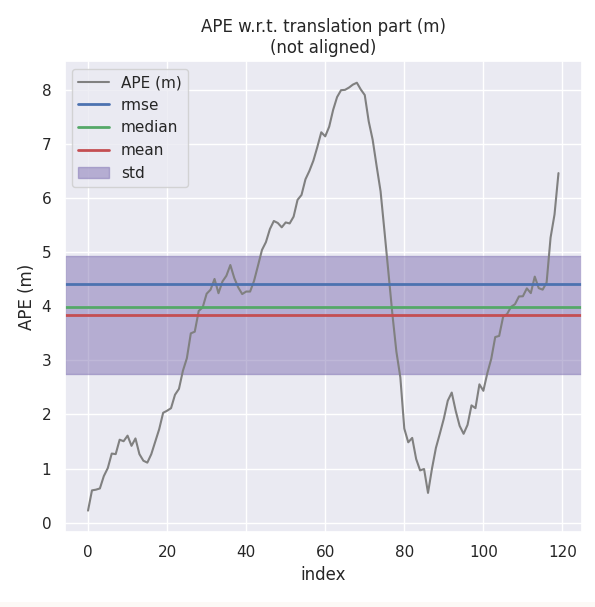 APE w.r.t. translation part (m)
(not aligned)
APE (m)
rmse
median
mean
std
APE (m)
8
7
6
5
4
3
2
1
0
0 20 40 60 80 100 120
index